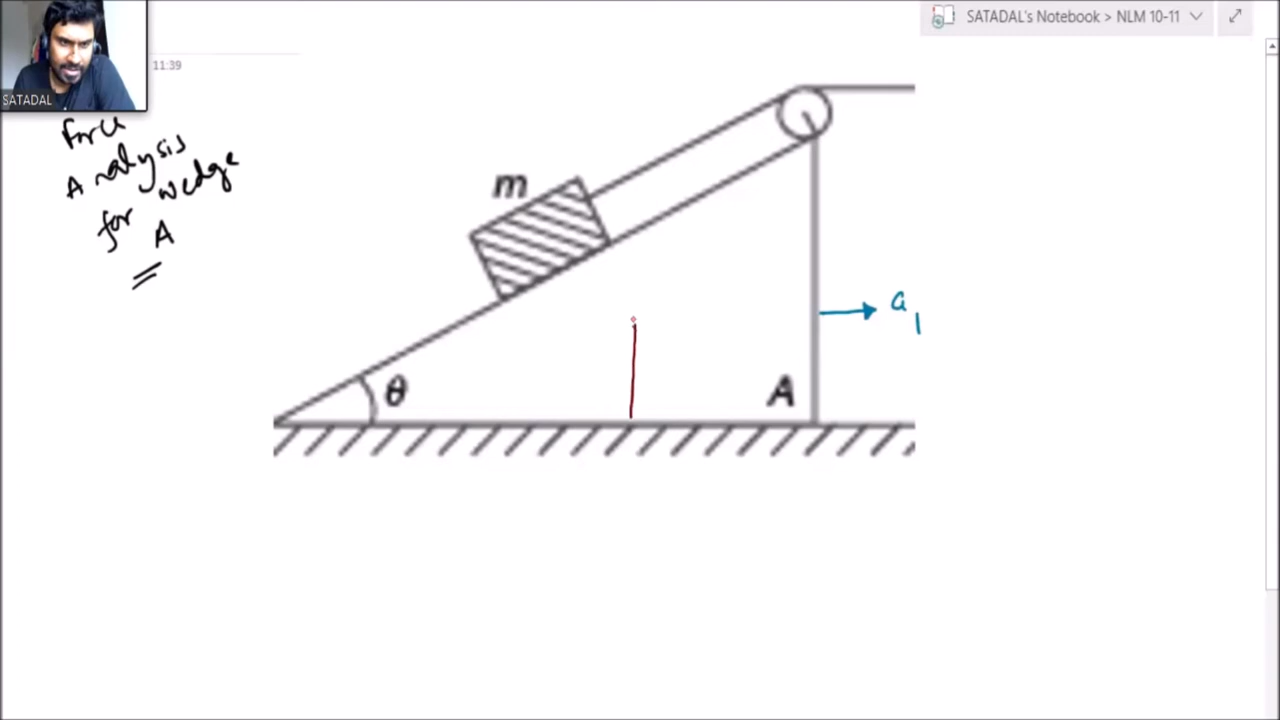 SATADAL's Notebook > NLM 10-11
11:39
SATADAL
Force
Analysis
for wedge
A
m
θ
A
a₁